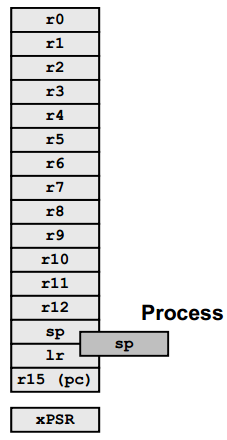 r0
r1
r2
r3
r4
r5
r6
r7
r8
r9
r10
r11
r12
Process
sp
sp
lr
r15 (pc)
xPSR